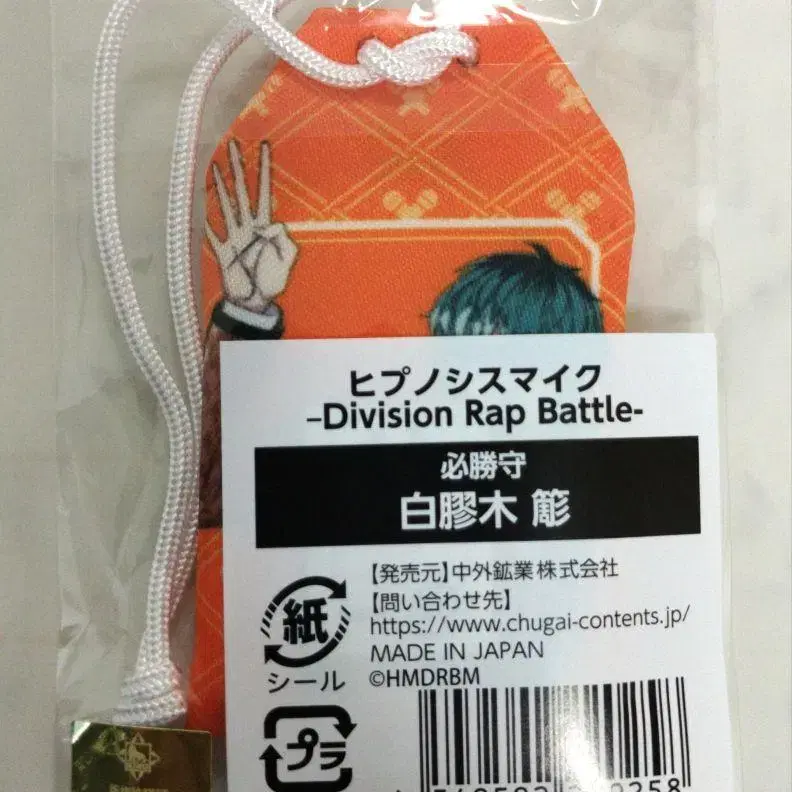 ヒプノシスマイク
–Division Rap Battle-
必勝守
白膠木 簓
【発売元】中外鉱業株式会社
【問い合わせ先】
https://www.chugai-contents.jp/
MADE IN JAPAN
©HMDRBM
紙
シール
プラ